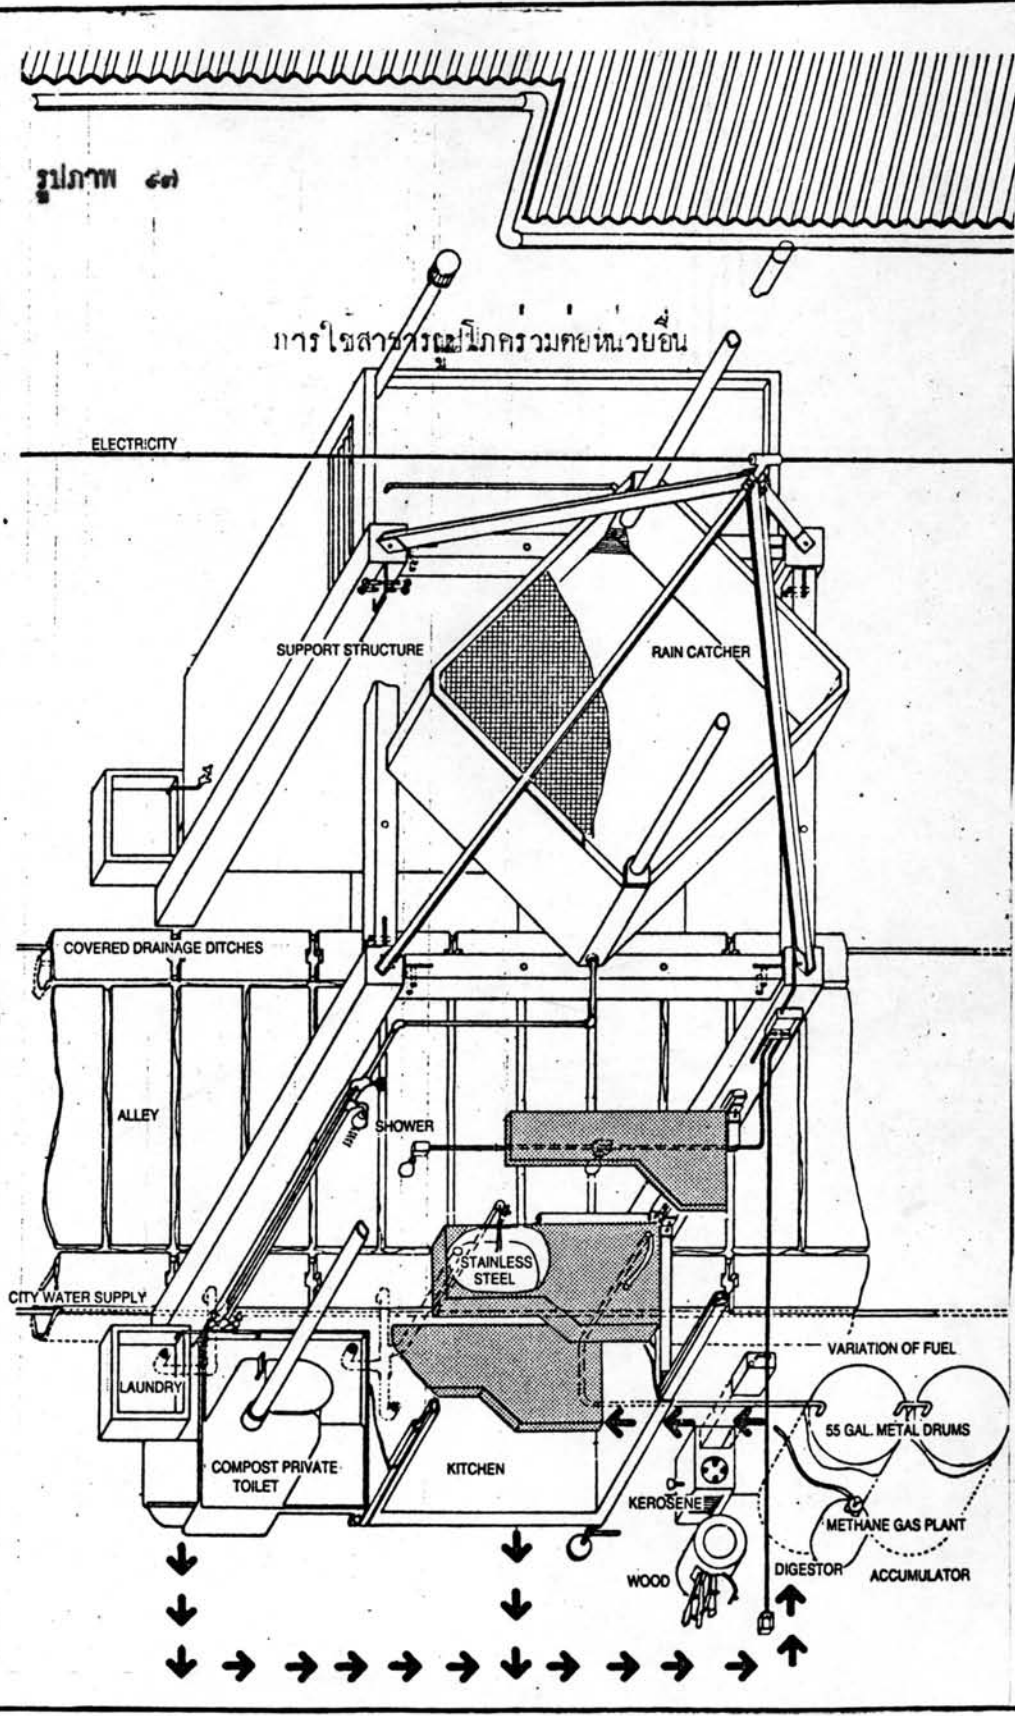 รูปภาพ ๙๗
การใช้สาธารณูปโภครวมต่อหน่วยอื่น
ELECTRICITY
SUPPORT STRUCTURE
RAIN CATCHER
COVERED DRAINAGE DITCHES
ALLEY
SHOWER
STAINLESS
STEEL
CITY WATER SUPPLY
VARIATION OF FUEL
LAUNDRY
55 GAL. METAL DRUMS
COMPOST PRIVATE
TOILET
KITCHEN
KEROSENE
METHANE GAS PLANT
WOOD
DIGESTOR
ACCUMULATOR